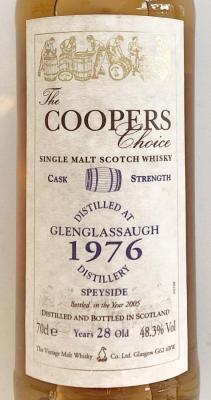 The
COOPERS
Choice
SINGLE MALT SCOTCH WHISKY
CASK STRENGTH
DISTILLED AT
GLENGLASSAUGH
1976
DISTILLERY
SPEYSIDE
Bottled in the Year 2005
DISTILLED AND BOTTLED IN SCOTLAND
70cl e Years 28 Old 48.3% Vol
The Vintage Malt Whisky Co. Ltd. Glasgow G62 6BW